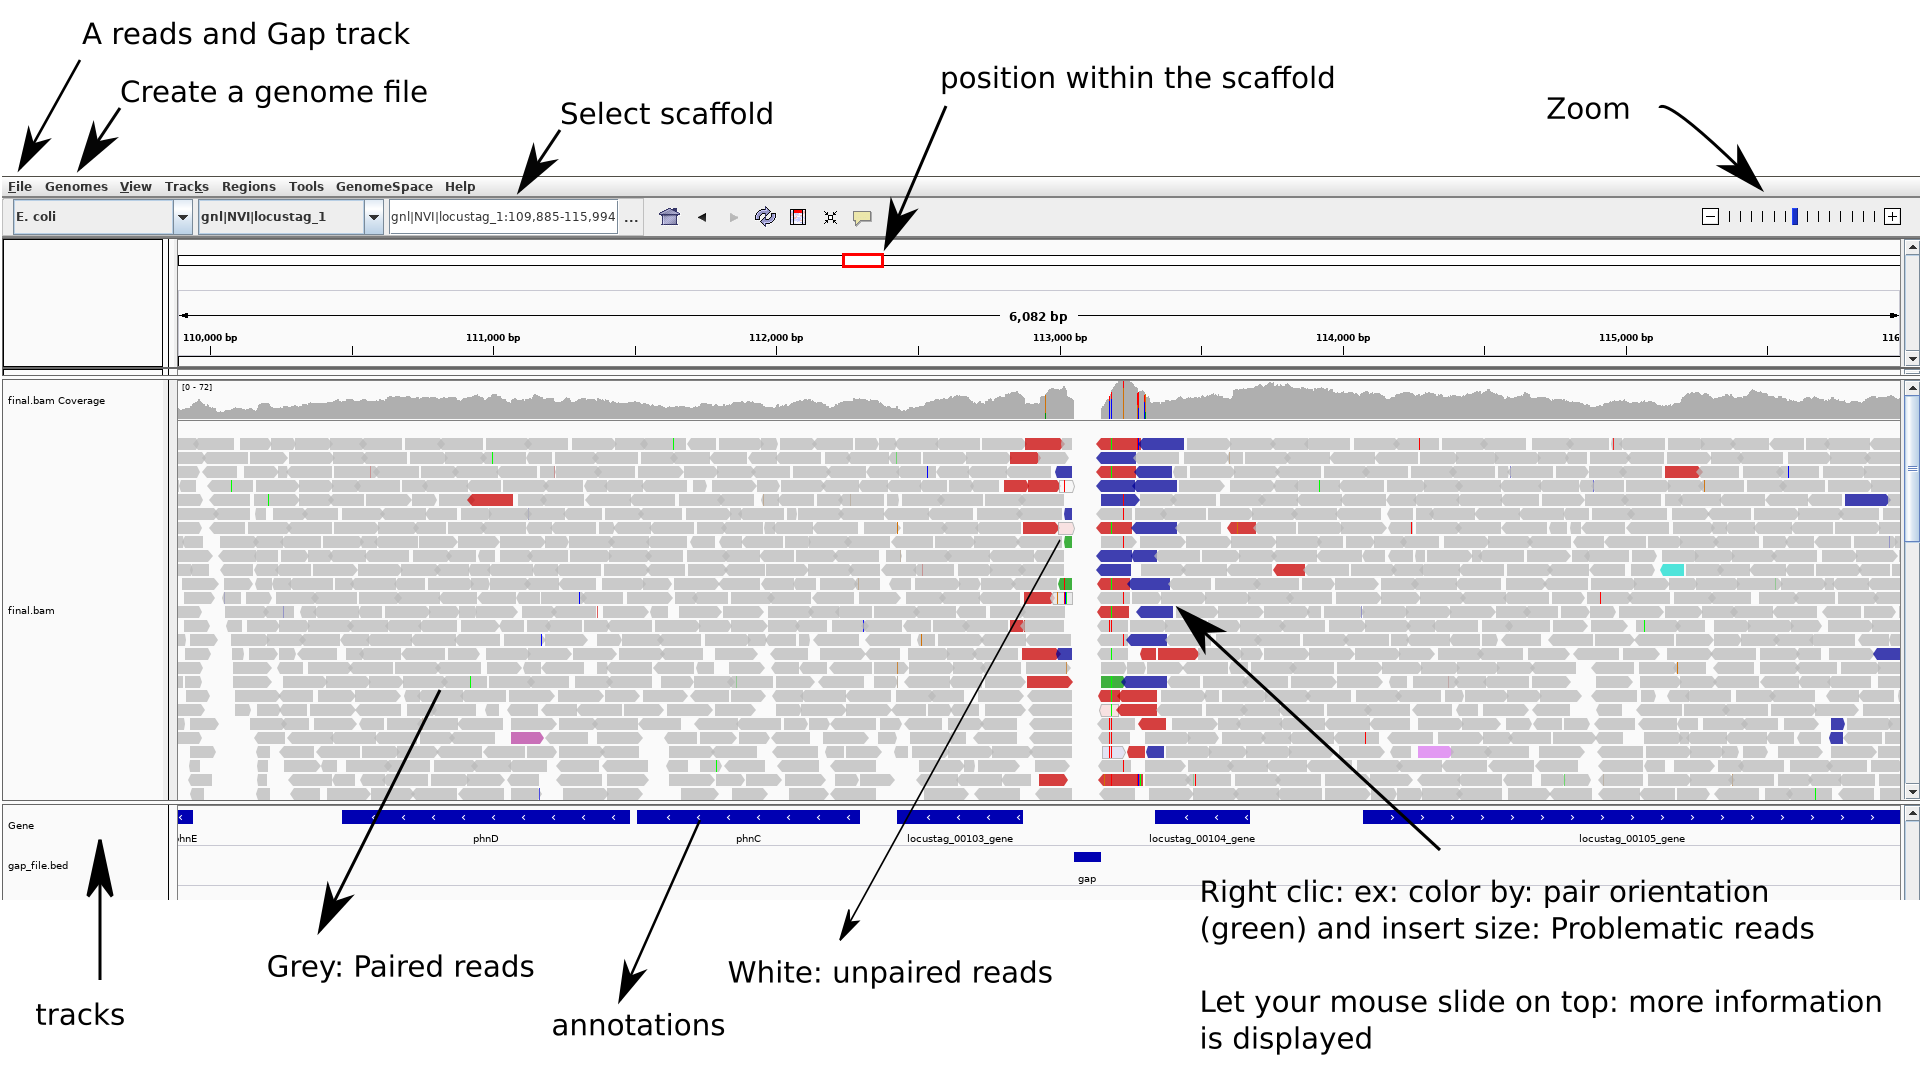 A reads and Gap track
Create a genome file
Select scaffold
position within the scaffold
Zoom
File Genomes View Tracks Regions Tools GenomeSpace Help
E. coli gnl|NVI|locustag_1 gnl|NVI|locustag_1:109,885-115,994 ...
6,082 bp
110,000 bp 111,000 bp 112,000 bp 113,000 bp 114,000 bp 115,000 bp 116
[0 - 72]
final.bam Coverage
final.bam
Gene
phnD phnC locustag_00103_gene locustag_00104_gene locustag_00105_gene
gap_file.bed
gap
Grey: Paired reads
annotations
White: unpaired reads
tracks
Right clic: ex: color by: pair orientation
(green) and insert size: Problematic reads
Let your mouse slide on top: more information
is displayed